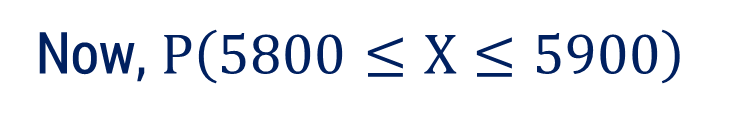 Now, P(5800 ≤ X ≤ 5900)